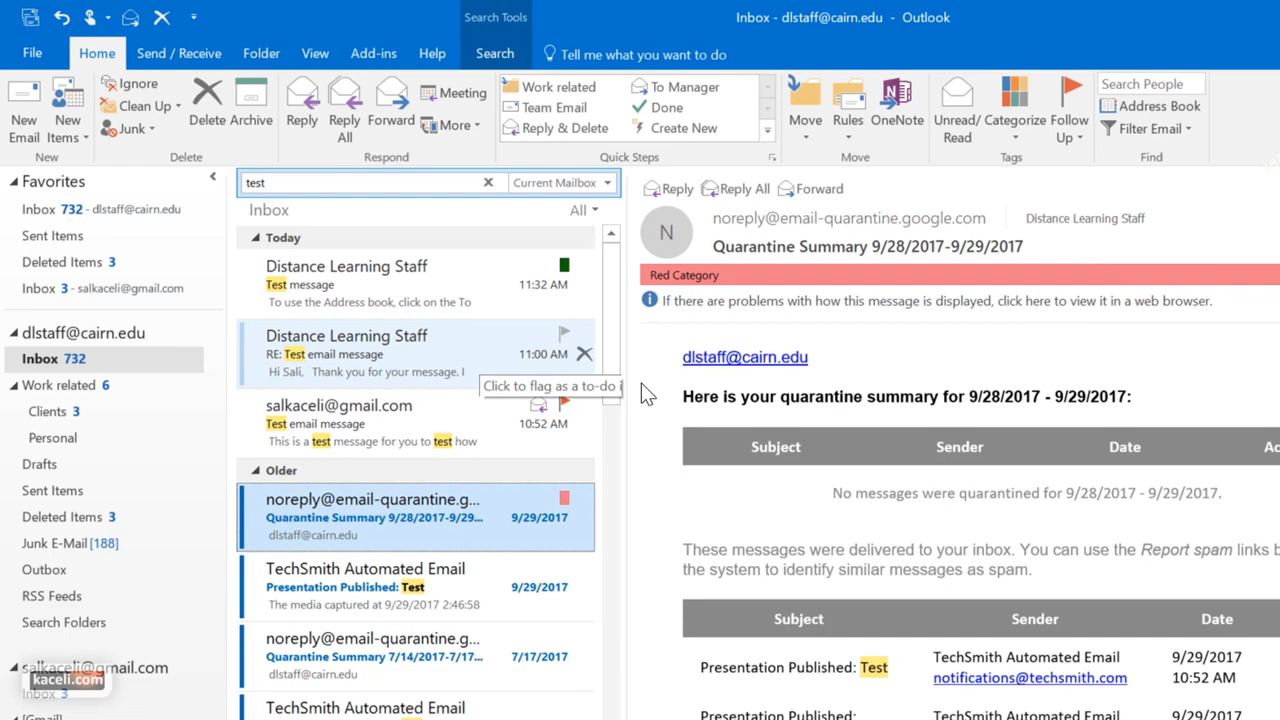 Search Tools
Inbox - dlstaff@cairn.edu - Outlook
File
Home
Send / Receive
Folder
View
Add-ins
Help
Search
Tell me what you want to do
New Email
New Items
New
Ignore
Clean Up
Junk
Delete
Archive
Delete
Reply
Reply All
Forward
Meeting
More
Respond
Work related
Team Email
Reply & Delete
To Manager
Done
Create New
Quick Steps
Move
Rules
OneNote
Move
Unread/ Read
Categorize
Follow Up
Tags
Search People
Address Book
Filter Email
Find
Favorites
Inbox 732 - dlstaff@cairn.edu
Sent Items
Deleted Items 3
Inbox 3 - salkaceli@gmail.com
dlstaff@cairn.edu
Inbox 732
Work related 6
Clients 3
Personal
Drafts
Sent Items
Deleted Items 3
Junk E-Mail [188]
Outbox
RSS Feeds
Search Folders
salkaceli@gmail.com
kaceli.com
Inbox 3
[Gmail]
test
Current Mailbox
Inbox
All
Today
Distance Learning Staff
Test message 11:32 AM
To use the Address book, click on the To
Distance Learning Staff
RE: Test email message 11:00 AM
Hi Sali, Thank you for your message. I
Click to flag as a to-do i
salkaceli@gmail.com
Test email message 10:52 AM
This is a test message for you to test how
Older
noreply@email-quarantine.g...
Quarantine Summary 9/28/2017-9/29... 9/29/2017
dlstaff@cairn.edu
TechSmith Automated Email
Presentation Published: Test 9/29/2017
The media captured at 9/29/2017 2:46:58
noreply@email-quarantine.g...
Quarantine Summary 7/14/2017-7/17... 7/17/2017
dlstaff@cairn.edu
TechSmith Automated Email
Reply Reply All Forward
N
noreply@email-quarantine.google.com Distance Learning Staff
Quarantine Summary 9/28/2017-9/29/2017
Red Category
If there are problems with how this message is displayed, click here to view it in a web browser.
dlstaff@cairn.edu
Here is your quarantine summary for 9/28/2017 - 9/29/2017:
Subject Sender Date Ac
No messages were quarantined for 9/28/2017 - 9/29/2017.
These messages were delivered to your inbox. You can use the Report spam links b
the system to identify similar messages as spam.
Subject Sender Date
Presentation Published: Test
TechSmith Automated Email
notifications@techsmith.com
9/29/2017
10:52 AM
Presentation Published:
TechSmith Automated Email
9/29/2017